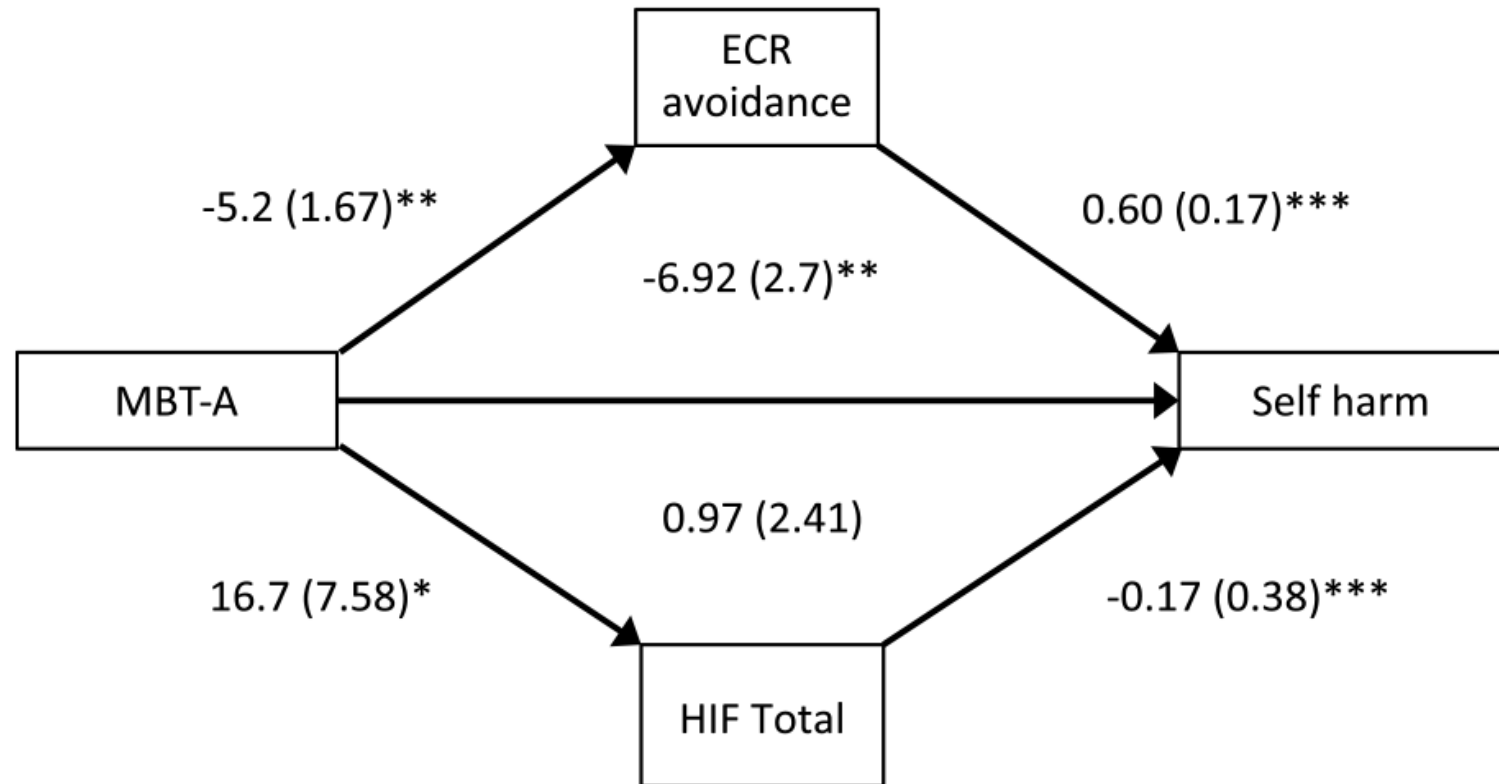 ECR
avoidance
-5.2 (1.67)**
0.60 (0.17)***
-6.92 (2.7)**
MBT-A
Self harm
0.97 (2.41)
16.7 (7.58)*
-0.17 (0.38)***
HIF Total